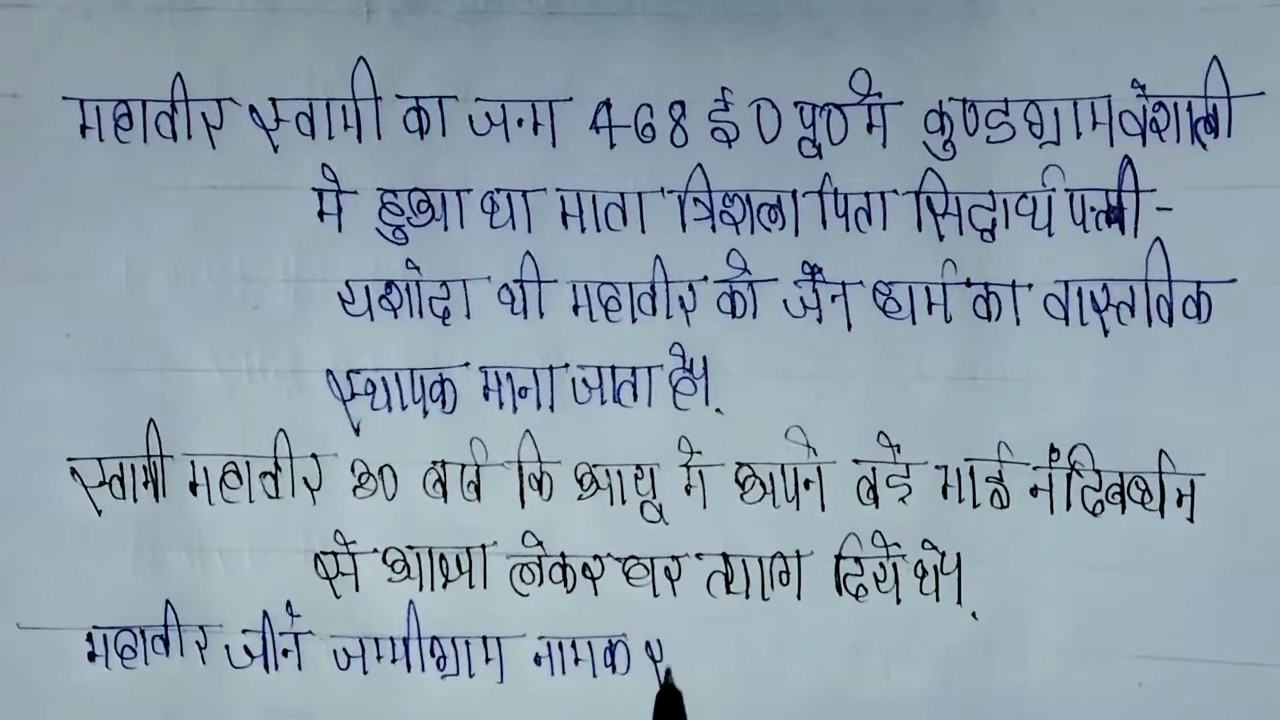 महावीर स्वामी का जन्म 468 ई0 पू0 में कुण्डग्राम वैशाली
मे हुआ था माता त्रिशला पिता सिद्धार्थ पत्नी -
यशोदा थी महावीर को जैन धर्म का वास्तविक
स्थापक माना जाता है।
स्वामी महावीर 30 बर्ष कि आयू में अपने बड़े भाई नंदिबर्धन
से आज्ञा लेकर घर त्याग दिये थे।
महावीर जीने जम्भीग्राम नामक